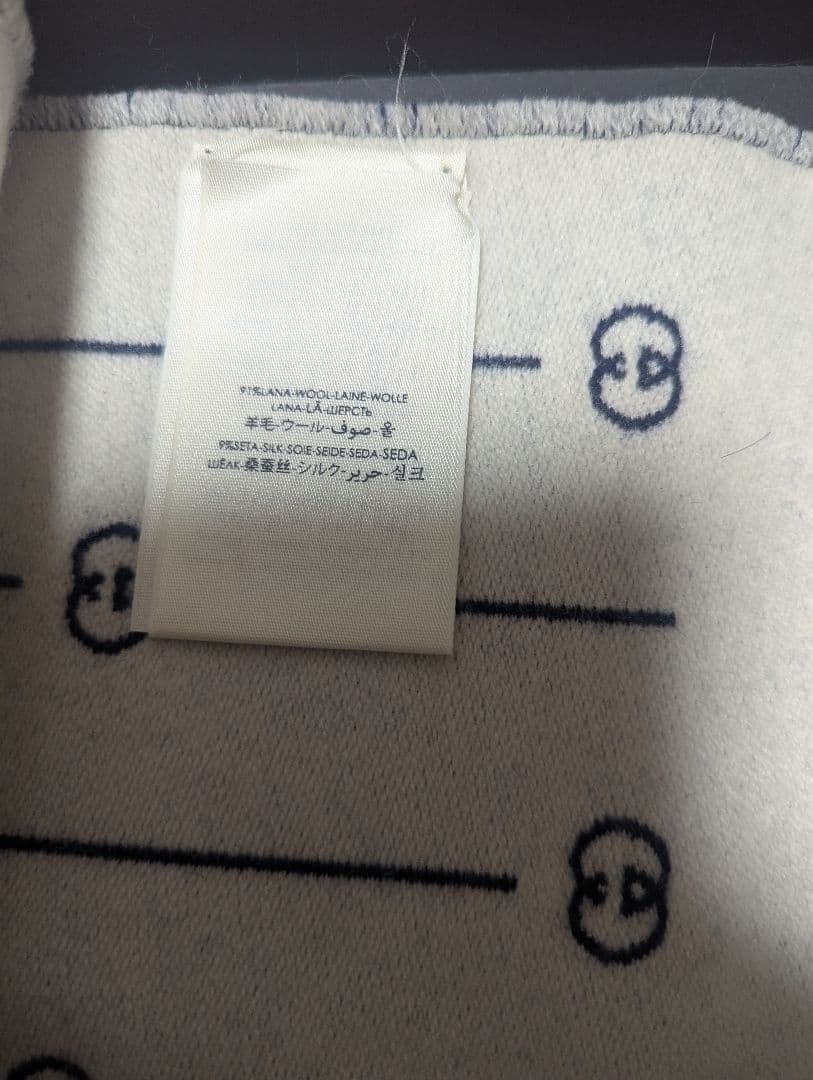 91%LANA-WOOL-LAINE-WOLLE
LANA-LÃ-ШЕРСТЬ
羊毛-ウール-صوف-울
9%SETA-SILK-SOIE-SEIDE-SEDA-SEDA
ШЕЛК-桑蚕丝-シルク-حرير-실크